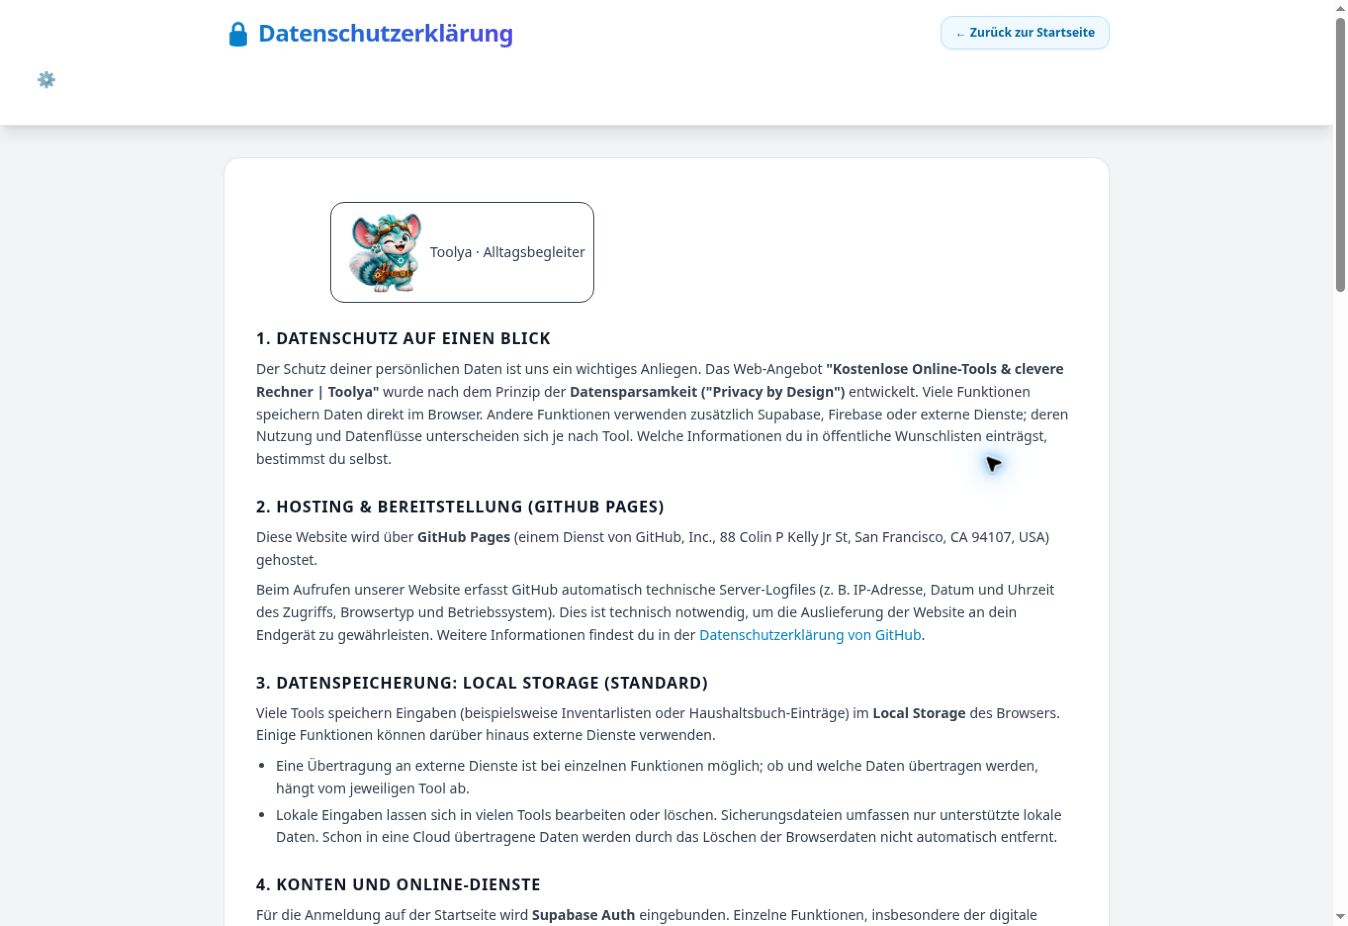 Datenschutzerklärung
← Zurück zur Startseite
Toolya · Alltagsbegleiter
1. DATENSCHUTZ AUF EINEN BLICK
Der Schutz deiner persönlichen Daten ist uns ein wichtiges Anliegen. Das Web-Angebot "Kostenlose Online-Tools & clevere
Rechner | Toolya" wurde nach dem Prinzip der Datensparsamkeit ("Privacy by Design") entwickelt. Viele Funktionen
speichern Daten direkt im Browser. Andere Funktionen verwenden zusätzlich Supabase, Firebase oder externe Dienste; deren
Nutzung und Datenflüsse unterscheiden sich je nach Tool. Welche Informationen du in öffentliche Wunschlisten einträgst,
bestimmst du selbst.
2. HOSTING & BEREITSTELLUNG (GITHUB PAGES)
Diese Website wird über GitHub Pages (einem Dienst von GitHub, Inc., 88 Colin P Kelly Jr St, San Francisco, CA 94107, USA)
gehostet.
Beim Aufrufen unserer Website erfasst GitHub automatisch technische Server-Logfiles (z. B. IP-Adresse, Datum und Uhrzeit
des Zugriffs, Browsertyp und Betriebssystem). Dies ist technisch notwendig, um die Auslieferung der Website an dein
Endgerät zu gewährleisten. Weitere Informationen findest du in der Datenschutzerklärung von GitHub.
3. DATENSPEICHERUNG: LOCAL STORAGE (STANDARD)
Viele Tools speichern Eingaben (beispielsweise Inventarlisten oder Haushaltsbuch-Einträge) im Local Storage des Browsers.
Einige Funktionen können darüber hinaus externe Dienste verwenden.
• Eine Übertragung an externe Dienste ist bei einzelnen Funktionen möglich; ob und welche Daten übertragen werden,
hängt vom jeweiligen Tool ab.
• Lokale Eingaben lassen sich in vielen Tools bearbeiten oder löschen. Sicherungsdateien umfassen nur unterstützte lokale
Daten. Schon in eine Cloud übertragene Daten werden durch das Löschen der Browserdaten nicht automatisch entfernt.
4. KONTEN UND ONLINE-DIENSTE
Für die Anmeldung auf der Startseite wird Supabase Auth eingebunden. Einzelne Funktionen, insbesondere der digitale